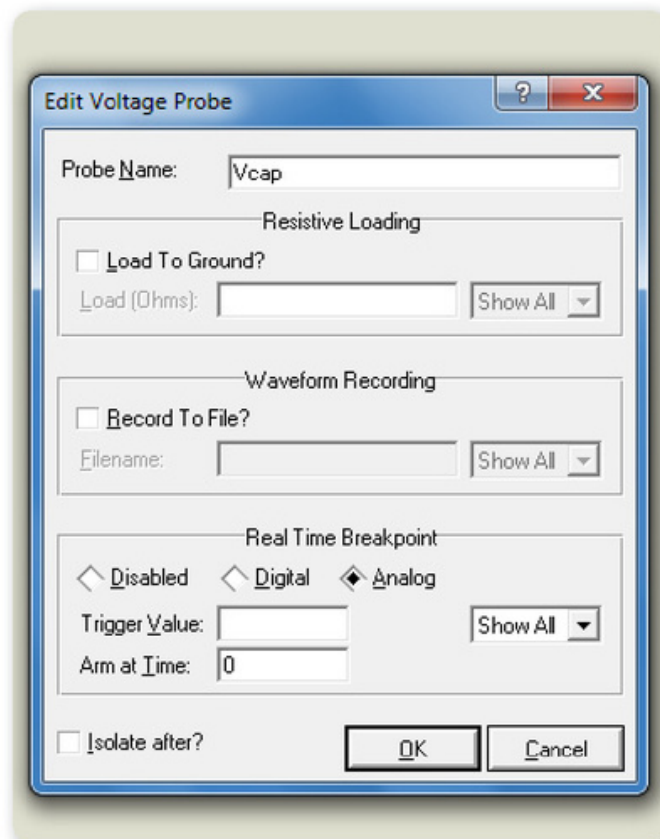 Edit Voltage Probe
?
Probe Name: Vcap
Resistive Loading
Load To Ground?
Load (Ohms): Show All
Waveform Recording
Record To File?
Filename: Show All
Real Time Breakpoint
Disabled Digital Analog
Trigger Value: Show All
Arm at Time: 0
Isolate after? OK Cancel